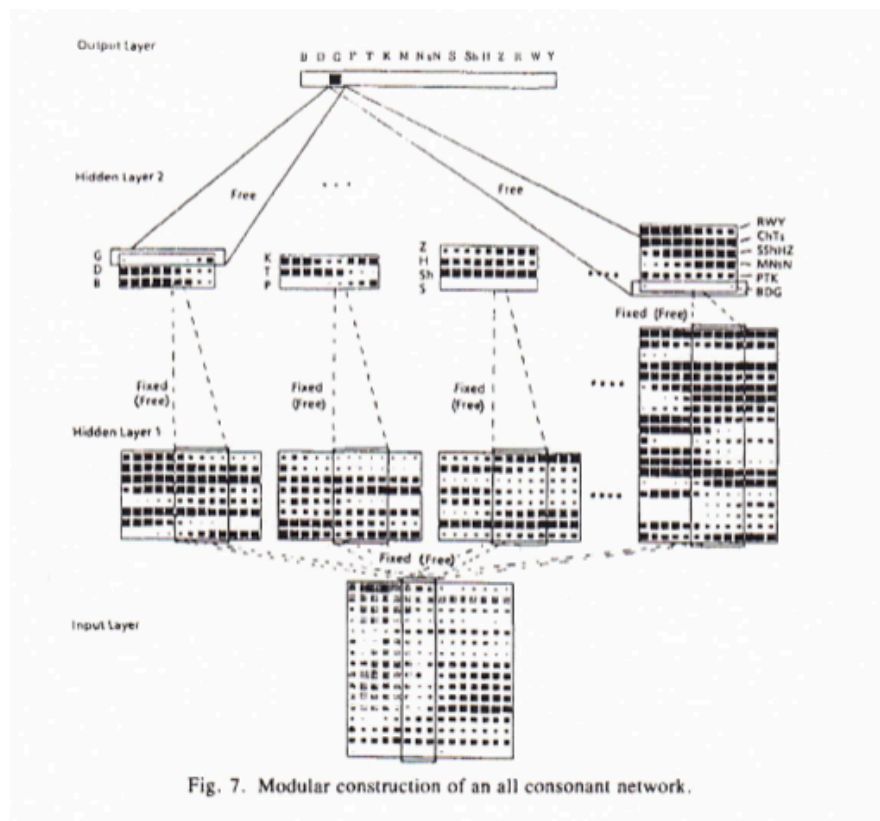 Output Layer
B D G P T K M N sN S Sh H Z R W Y
Hidden Layer 2
Free
Free
RWY
ChTs
SShHZ
MNsN
PTK
BDG
G
D
B
K
T
P
Z
H
Sh
S
Fixed (Free)
Fixed
(Free)
Fixed
(Free)
Fixed
(Free)
Hidden Layer 1
Fixed (Free)
Input Layer
Fig. 7. Modular construction of an all consonant network.